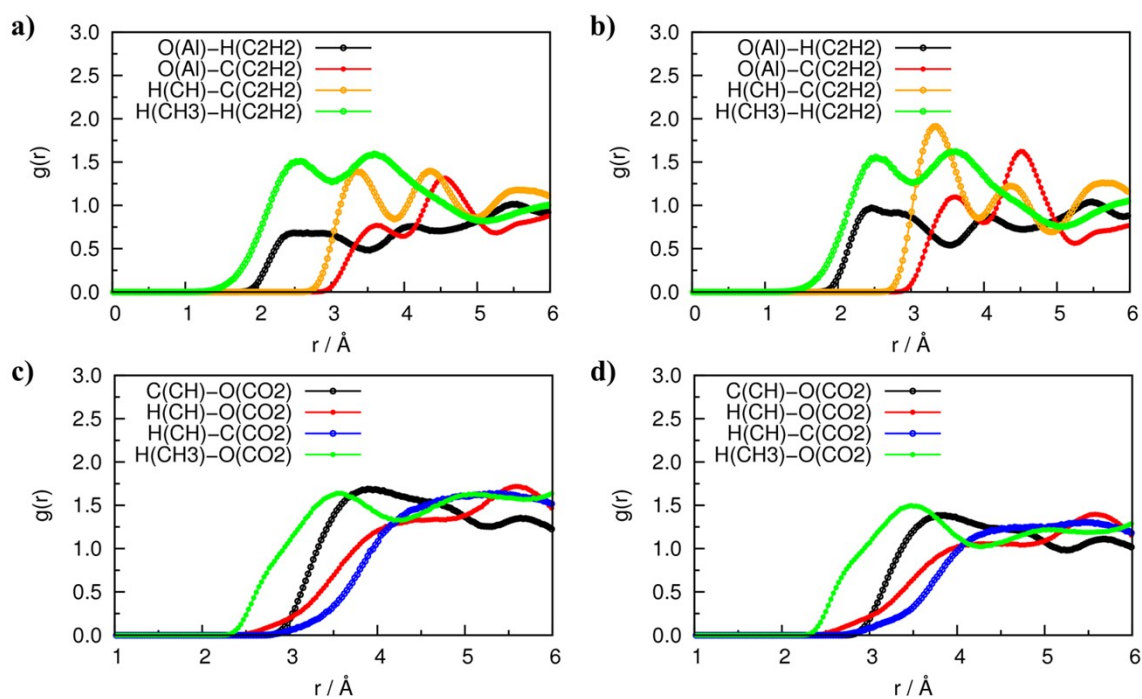 a)
3.0
2.5
2.0
1.5
1.0
0.5
0.0
g(r)
O(Al)−H(C2H2)
O(Al)−C(C2H2)
H(CH)−C(C2H2)
H(CH3)−H(C2H2)
0 1 2 3 4 5 6
r / Å
b)
3.0
2.5
2.0
1.5
1.0
0.5
0.0
g(r)
O(Al)−H(C2H2)
O(Al)−C(C2H2)
H(CH)−C(C2H2)
H(CH3)−H(C2H2)
0 1 2 3 4 5 6
r / Å
c)
3.0
2.5
2.0
1.5
1.0
0.5
0.0
g(r)
C(CH)−O(CO2)
H(CH)−O(CO2)
H(CH)−C(CO2)
H(CH3)−O(CO2)
1 2 3 4 5 6
r / Å
d)
3.0
2.5
2.0
1.5
1.0
0.5
0.0
g(r)
C(CH)−O(CO2)
H(CH)−O(CO2)
H(CH)−C(CO2)
H(CH3)−O(CO2)
1 2 3 4 5 6
r / Å